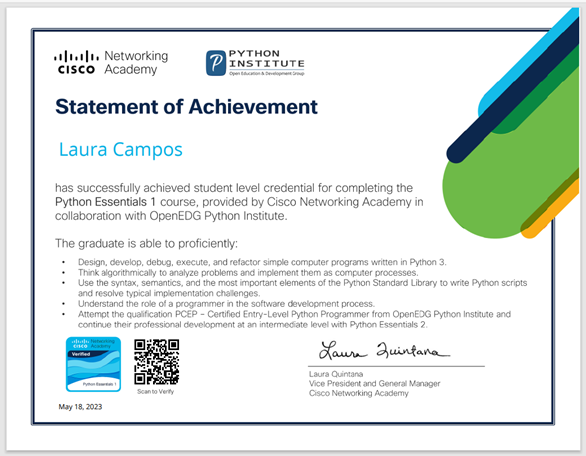 Networking
CISCO Academy
PYTHON
INSTITUTE
Open Education & Development Group
Statement of Achievement
Laura Campos
has successfully achieved student level credential for completing the
Python Essentials 1 course, provided by Cisco Networking Academy in
collaboration with OpenEDG Python Institute.
The graduate is able to proficiently:
• Design, develop, debug, execute, and refactor simple computer programs written in Python 3.
• Think algorithmically to analyze problems and implement them as computer processes.
• Use the syntax, semantics, and the most important elements of the Python Standard Library to write Python scripts
and resolve typical implementation challenges.
• Understand the role of a programmer in the software development process.
• Attempt the qualification PCEP – Certified Entry-Level Python Programmer from OpenEDG Python Institute and
continue their professional development at an intermediate level with Python Essentials 2.
CISCO Networking Academy
Verified
Python Essentials 1
Scan to Verify
Laura Quintana
Laura Quintana
Vice President and General Manager
Cisco Networking Academy
May 18, 2023